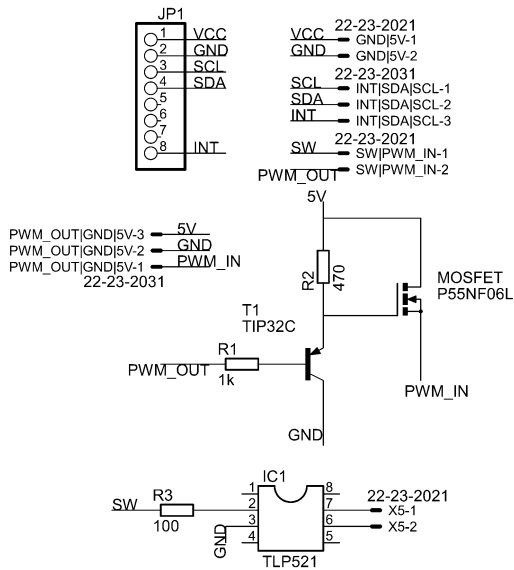 JP1
1 VCC
2 GND
3 SCL
4 SDA
5
6
7
8 INT
22-23-2021
VCC GND|5V-1
GND GND|5V-2
22-23-2031
SCL INT|SDA|SCL-1
SDA INT|SDA|SCL-2
INT INT|SDA|SCL-3
22-23-2021
SW SW|PWM_IN-1
PWM_OUT SW|PWM_IN-2
5V
PWM_OUT|GND|5V-3 5V
PWM_OUT|GND|5V-2 GND
PWM_OUT|GND|5V-1 PWM_IN
22-23-2031
R2
470
MOSFET
P55NF06L
T1
TIP32C
R1
PWM_OUT
1k
PWM_IN
GND
IC1
1 8
2 7
3 6
4 5
SW
R3
100
GND
22-23-2021
X5-1
X5-2
TLP521